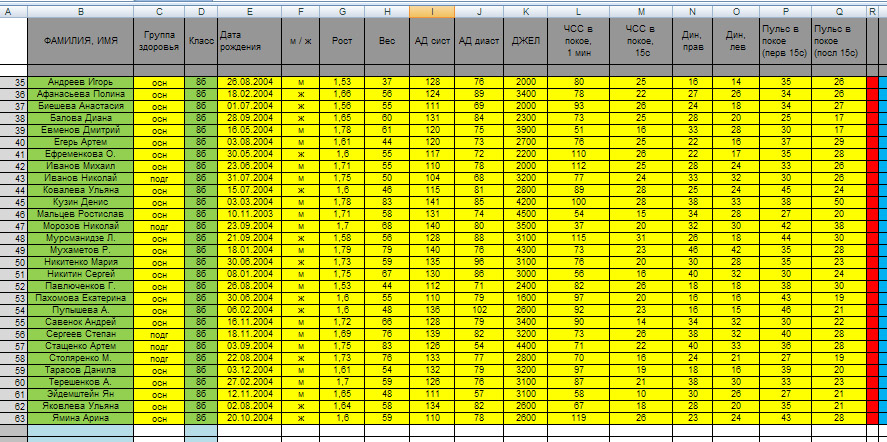 A B C D E F G H I J K L M N O P Q R
ФАМИЛИЯ, ИМЯ Группа здоровья Класс Дата рождения м / ж Рост Вес АД сист АД диаст ДЖЕЛ ЧСС в покое, 1 мин ЧСС в покое, 15с Дин, прав Дин, лев Пульс в покое (перв 15с) Пульс в покое (посл 15с)
35 Андреев Игорь осн 8б 26.08.2004 м 1,53 37 128 76 2000 80 25 16 14 35 26
36 Афанасьева Полина осн 8б 18.02.2004 ж 1,66 56 124 89 3400 78 22 27 26 34 26
37 Биешева Анастасия осн 8б 01.07.2004 ж 1,56 55 111 69 2000 93 26 24 18 34 27
38 Балова Диана осн 8б 28.09.2004 ж 1,65 60 131 84 2300 73 25 28 20 25 17
39 Евменов Дмитрий осн 8б 16.05.2004 м 1,78 61 120 75 3900 51 16 33 28 30 17
40 Егерь Артем осн 8б 03.08.2004 м 1,61 44 120 73 2700 76 25 22 16 37 29
41 Ефременкова О. осн 8б 30.05.2004 ж 1,6 55 117 72 2200 110 26 22 17 35 28
42 Иванов Михаил осн 8б 23.06.2004 м 1,71 55 110 78 2000 112 25 28 24 33 26
43 Иванов Николай подг 8б 31.07.2004 м 1,75 50 104 68 3200 77 24 33 32 30 26
44 Ковалева Ульяна осн 8б 15.07.2004 ж 1,6 46 115 81 2800 89 28 25 24 45 24
45 Кузин Денис осн 8б 03.03.2004 м 1,78 83 141 85 4200 100 28 38 33 38 50
46 Мальцев Ростислав осн 8б 10.11.2003 м 1,71 58 131 74 4500 54 15 34 28 27 20
47 Морозов Николай подг 8б 23.09.2004 м 1,7 68 140 80 3500 37 20 32 30 42 38
48 Мурсманидзе Л. осн 8б 21.09.2004 ж 1,58 56 128 88 3100 115 31 26 18 44 30
49 Мухаметов Р. осн 8б 18.01.2004 м 1,79 79 140 76 4300 73 23 46 42 35 28
50 Никитенко Мария осн 8б 30.06.2004 ж 1,73 59 135 96 3100 76 20 30 28 35 23
51 Никитин Сергей осн 8б 08.01.2004 м 1,75 67 130 86 3000 56 16 40 32 30 24
52 Павлюченков Г. осн 8б 26.08.2004 м 1,53 44 112 71 2400 82 26 18 18 38 30
53 Пахомова Екатерина осн 8б 30.06.2004 ж 1,6 55 110 79 1600 97 20 16 16 43 19
54 Пупышева А. осн 8б 06.02.2004 ж 1,6 48 136 102 2600 92 23 16 15 46 21
55 Савенок Андрей осн 8б 16.11.2004 м 1,72 66 128 79 3400 90 14 34 32 30 22
56 Сергеев Степан подг 8б 18.11.2004 м 1,69 76 139 82 2000 73 26 38 32 40 28
57 Стаценко Артем подг 8б 03.09.2004 м 1,75 83 126 54 4400 71 22 40 33 36 28
58 Столяренко М. подг 8б 22.08.2004 ж 1,73 76 133 77 2800 70 16 24 21 27 19
59 Тарасов Данила осн 8б 03.12.2004 м 1,61 54 132 79 3200 97 19 18 16 39 20
60 Терешенков А. осн 8б 27.02.2004 м 1,7 59 126 76 3100 87 21 38 30 33 23
61 Эйдемштейн Ян осн 8б 12.11.2004 м 1,65 48 111 57 3100 58 10 30 26 27 21
62 Яковлева Ульяна осн 8б 02.08.2004 ж 1,64 58 134 82 2600 67 18 28 20 35 21
63 Ямина Арина осн 8б 20.10.2004 ж 1,6 59 110 78 2600 119 26 23 24 43 28